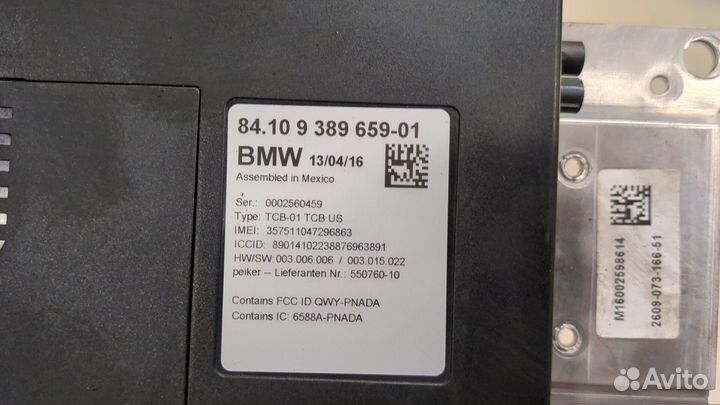 84.10 9 389 659-01
BMW 13/04/16
Assembled in Mexico
Ser.: 0002560459
Type: TCB-01 TCB US
IMEI: 357511047296863
ICCID: 89014102238876963891
HW/SW: 003.006.006 / 003.015.022
peiker – Lieferanten Nr.: 550760-10
Contains FCC ID QWY-PNADA
Contains IC: 6588A-PNADA
M16002598614
2609-073-166-51
Avito